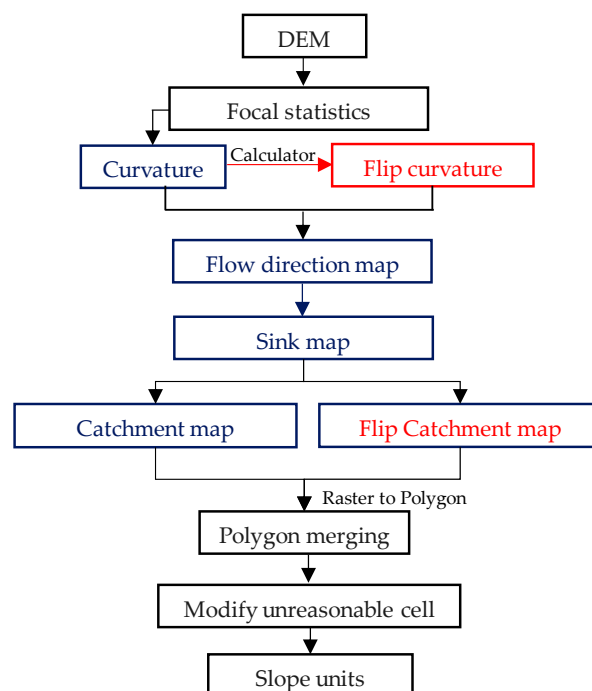 DEM
Focal statistics
Calculator
Curvature
Flip curvature
Flow direction map
Sink map
Catchment map
Flip Catchment map
Raster to Polygon
Polygon merging
Modify unreasonable cell
Slope units